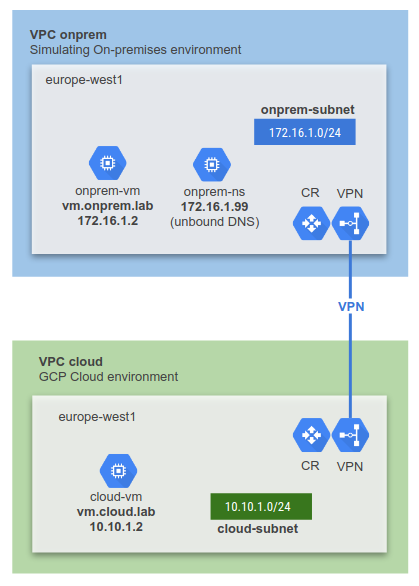 VPC onprem
Simulating On-premises environment
europe-west1
onprem-subnet
172.16.1.0/24
onprem-vm
vm.onprem.lab
172.16.1.2
onprem-ns
172.16.1.99
(unbound DNS)
CR
VPN
VPN
VPC cloud
GCP Cloud environment
europe-west1
CR
VPN
cloud-vm
vm.cloud.lab
10.10.1.2
10.10.1.0/24
cloud-subnet